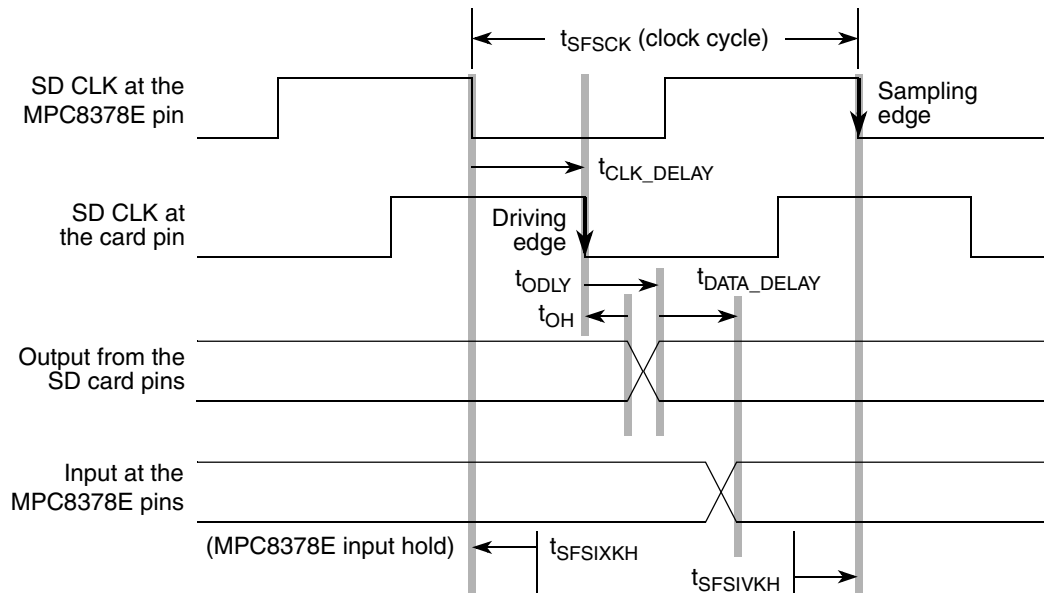 tSFSCK (clock cycle)
SD CLK at the
MPC8378E pin
Sampling
edge
tCLK_DELAY
SD CLK at
the card pin
Driving
edge
tODLY
tDATA_DELAY
tOH
Output from the
SD card pins
Input at the
MPC8378E pins
(MPC8378E input hold)
tSFSIXKH
tSFSIVKH